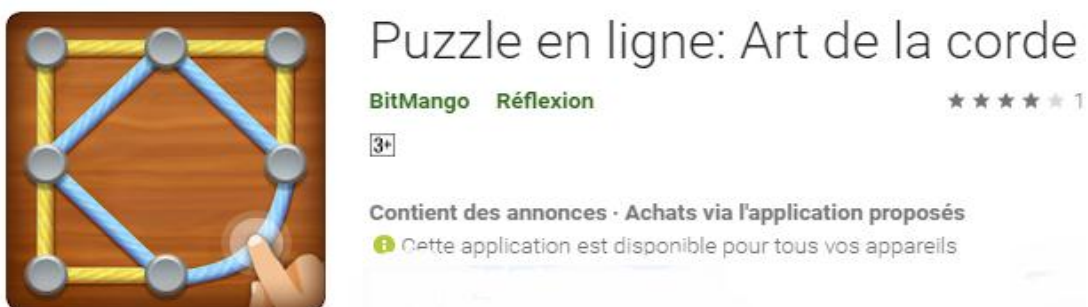 Puzzle en ligne: Art de la corde
BitMango Réflexion ★★★★★ 1
3+
Contient des annonces · Achats via l'application proposés
Cette application est disponible pour tous vos appareils